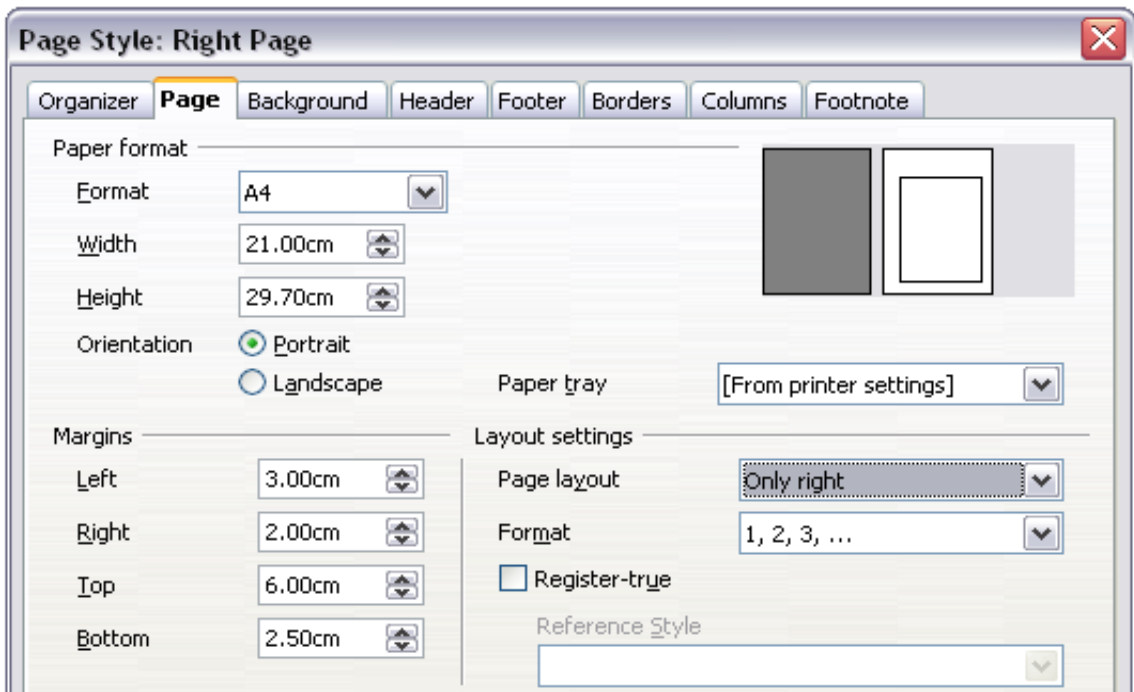 Page Style: Right Page
Organizer Page Background Header Footer Borders Columns Footnote
Paper format
Format A4
Width 21.00cm
Height 29.70cm
Orientation Portrait
Landscape Paper tray [From printer settings]
Margins Layout settings
Left 3.00cm Page layout Only right
Right 2.00cm Format 1, 2, 3, ...
Top 6.00cm Register-true
Bottom 2.50cm Reference Style